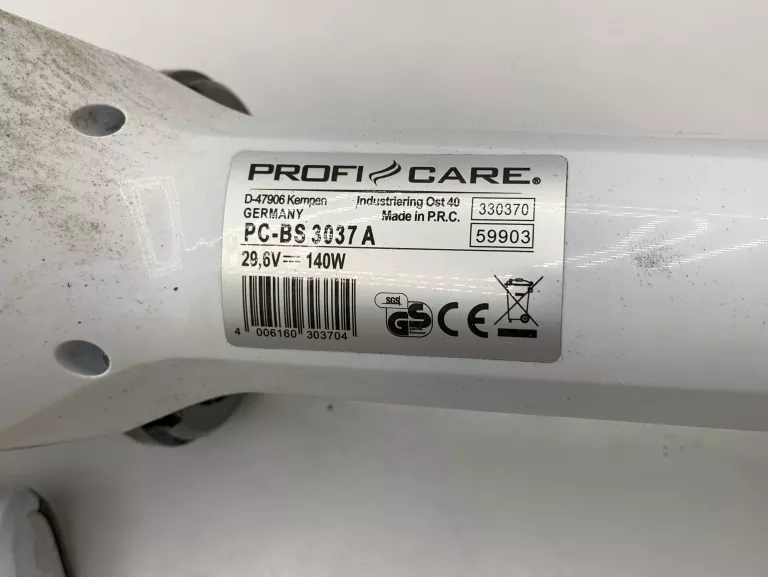 PROFI CARE®
D-47906 Kempen Industriering Ost 40
GERMANY Made in P.R.C. 330370
PC-BS 3037 A 59903
29,6V⎓ 140W
SGS
GS CE
4 006160 303704